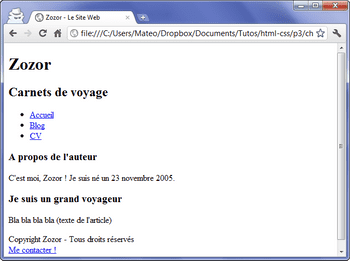 Zozor - Le Site Web
file:///C:/Users/Mateo/Dropbox/Documents/Tutos/html-css/p3/ch
Zozor
Carnets de voyage
Accueil
Blog
CV
A propos de l'auteur
C'est moi, Zozor ! Je suis né un 23 novembre 2005.
Je suis un grand voyageur
Bla bla bla bla (texte de l'article)
Copyright Zozor - Tous droits réservés
Me contacter !